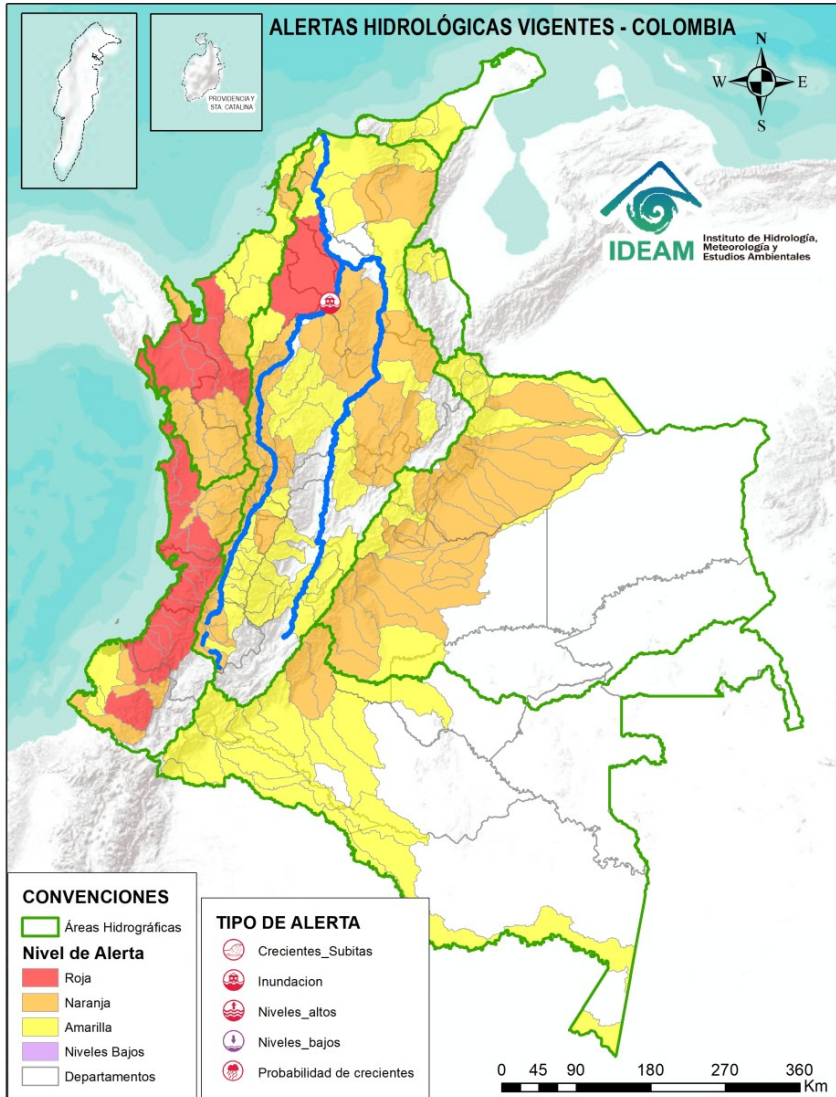 ALERTAS HIDROLÓGICAS VIGENTES - COLOMBIA
PROVIDENCIA Y
STA. CATALINA
N
W
E
S
IDEAM
Instituto de Hidrología,
Meteorología y
Estudios Ambientales
CONVENCIONES
Áreas Hidrográficas
Nivel de Alerta
Roja
Naranja
Amarilla
Niveles Bajos
Departamentos
TIPO DE ALERTA
Crecientes_Subitas
Inundacion
Niveles_altos
Niveles_bajos
Probabilidad de crecientes
0 45 90 180 270 360
Km